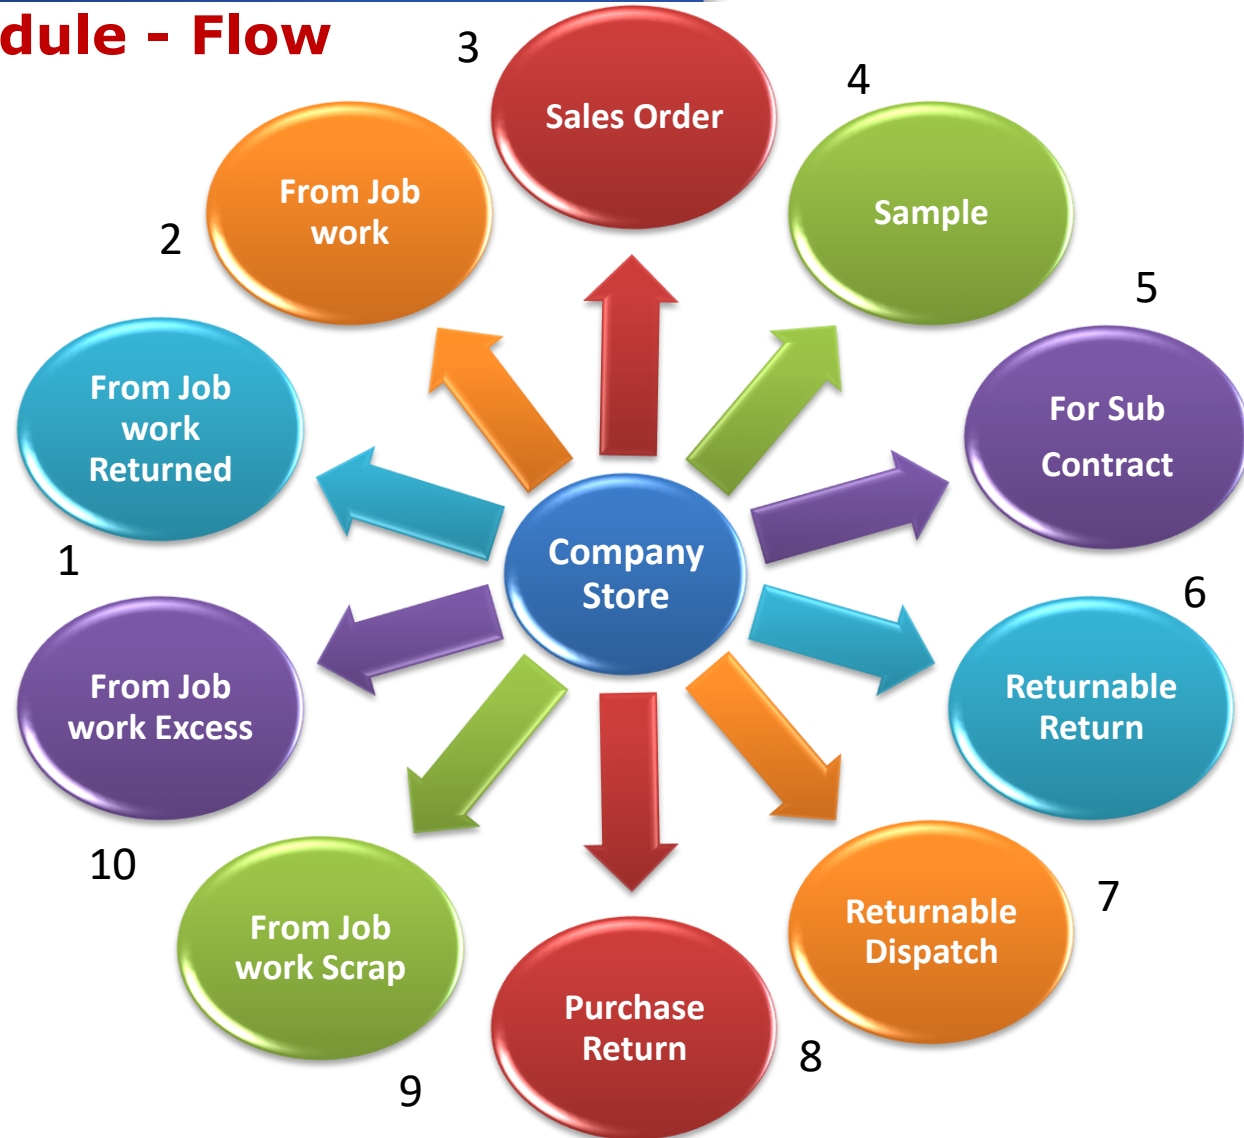 dule - Flow
3
Sales Order
4
Sample
2
From Job
work
5
For Sub
Contract
From Job
work
Returned
1
Company
Store
6
Returnable
Return
From Job
work Excess
10
7
Returnable
Dispatch
From Job
work Scrap
9
Purchase
Return
8